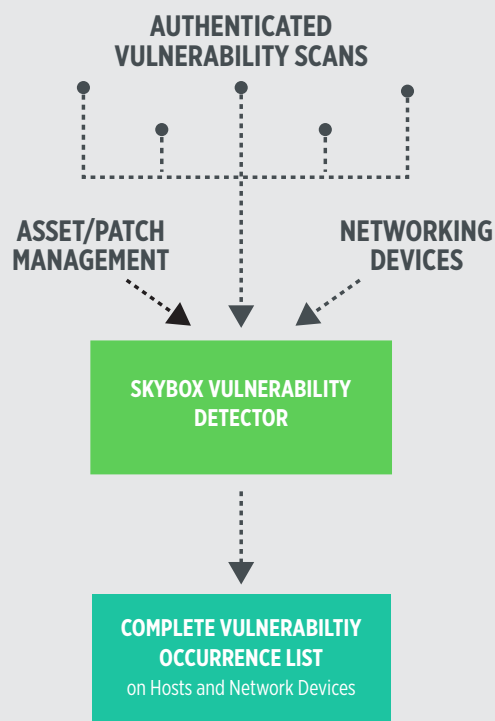 AUTHENTICATED
VULNERABILITY SCANS
ASSET/PATCH
MANAGEMENT
NETWORKING
DEVICES
SKYBOX VULNERABILITY
DETECTOR
COMPLETE VULNERABILTIY
OCCURRENCE LIST
on Hosts and Network Devices